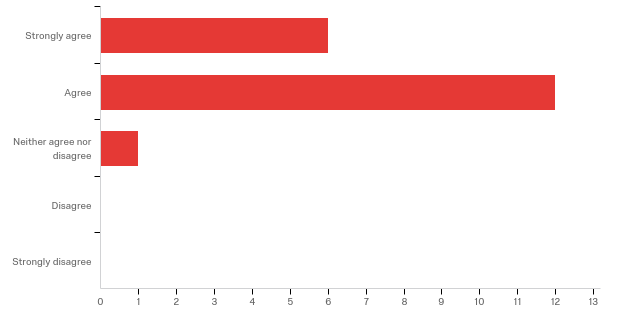 Strongly agree
Agree
Neither agree nor
disagree
Disagree
Strongly disagree
0 1 2 3 4 5 6 7 8 9 10 11 12 13